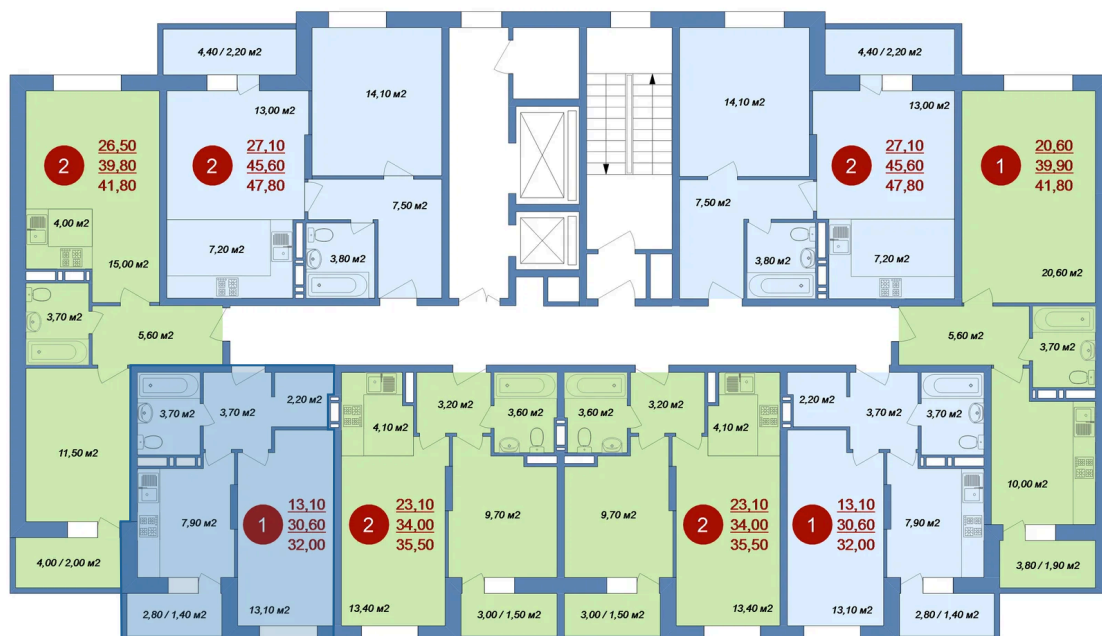 4,40 / 2,20 м2
14,10 м2
13,00 м2
2
26,50
39,80
41,80
2
27,10
45,60
47,80
4,00 м2
15,00 м2
7,20 м2
7,50 м2
3,80 м2
3,70 м2
5,60 м2
11,50 м2
4,00 / 2,00 м2
4,40 / 2,20 м2
14,10 м2
13,00 м2
2
27,10
45,60
47,80
1
20,60
39,90
41,80
7,50 м2
3,80 м2
7,20 м2
20,60 м2
5,60 м2
3,70 м2
10,00 м2
3,80 / 1,90 м2
3,70 м2
3,70 м2
2,20 м2
7,90 м2
1
13,10
30,60
32,00
13,10 м2
2,80 / 1,40 м2
4,10 м2
3,20 м2
3,60 м2
2
23,10
34,00
35,50
9,70 м2
13,40 м2
3,00 / 1,50 м2
3,60 м2
3,20 м2
4,10 м2
9,70 м2
2
23,10
34,00
35,50
3,00 / 1,50 м2
13,40 м2
2,20 м2
3,70 м2
3,70 м2
1
13,10
30,60
32,00
7,90 м2
13,10 м2
2,80 / 1,40 м2